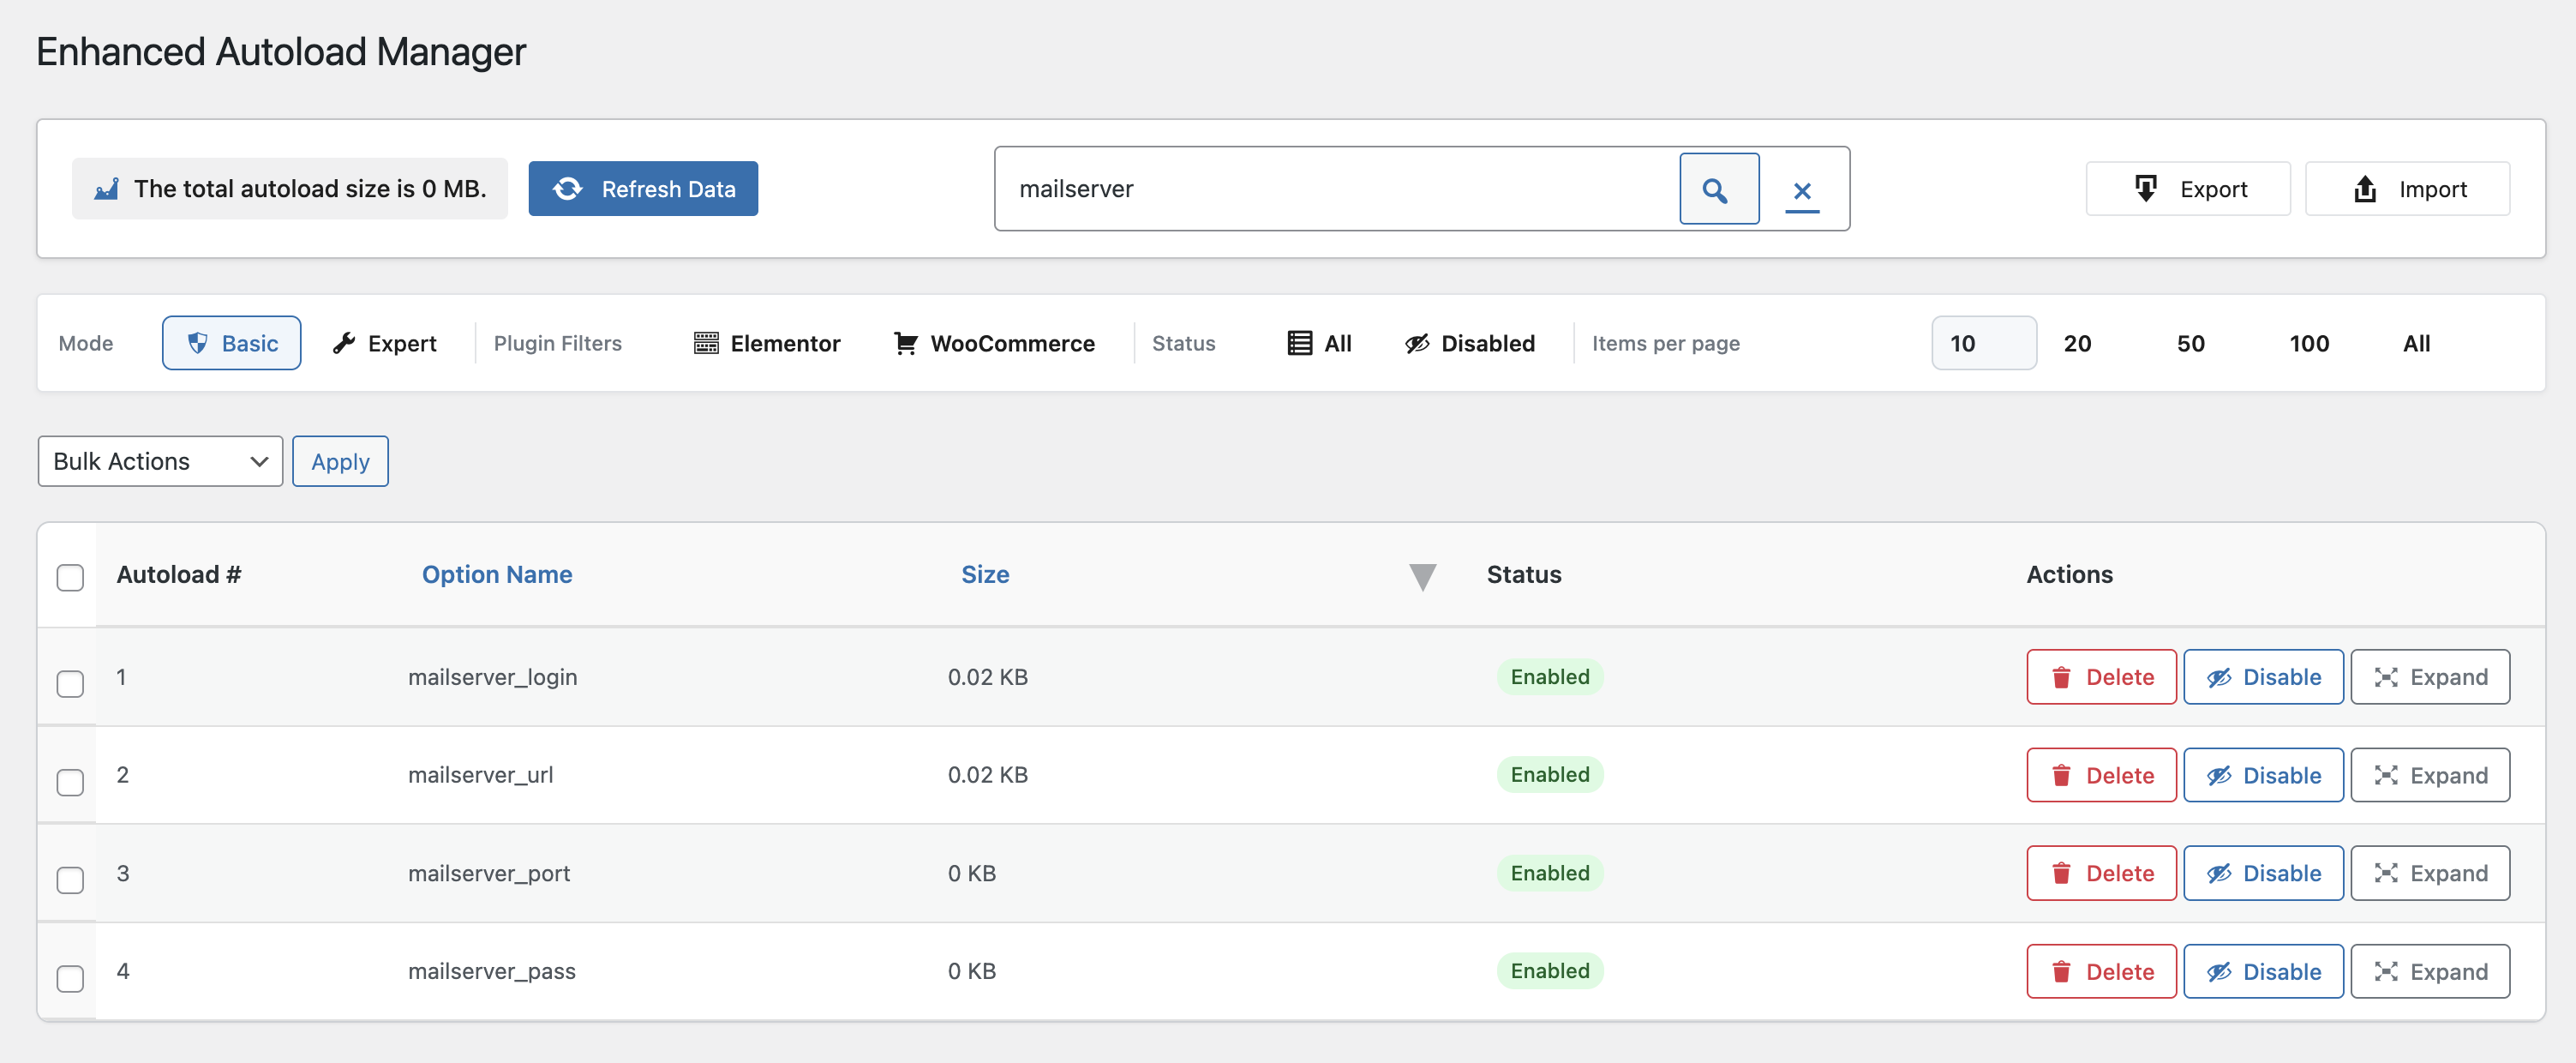 Enhanced Autoload Manager
The total autoload size is 0 MB. Refresh Data mailserver Export Import
Mode Basic Expert Plugin Filters Elementor WooCommerce Status All Disabled Items per page 10 20 50 100 All
Bulk Actions Apply
Autoload # Option Name Size Status Actions
1 mailserver_login 0.02 KB Enabled Delete Disable Expand
2 mailserver_url 0.02 KB Enabled Delete Disable Expand
3 mailserver_port 0 KB Enabled Delete Disable Expand
4 mailserver_pass 0 KB Enabled Delete Disable Expand